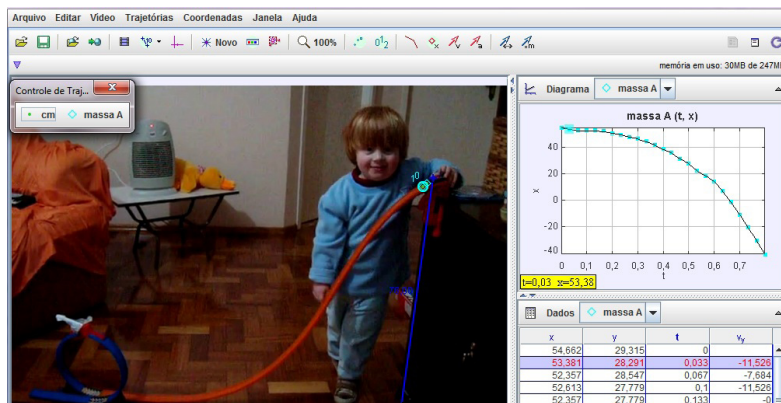 Arquivo Editar Vídeo Trajetórias Coordenadas Janela Ajuda
Novo 100%
memória em uso: 30MB de 247M
Controle de Traj...
cm massa A
Diagrama massa A
massa A (t, x)
40
20
x
0
-20
-40
0 0,1 0,2 0,3 0,4 0,5 0,6 0,7
t
t=0,03 x=53,38
Dados massa A
x y t vy
54,662 29,315 0
53,381 28,291 0,033 -11,526
52,357 28,547 0,067 -7,684
52,613 27,779 0,1 -11,526
52,357 27,779 0,133 -0